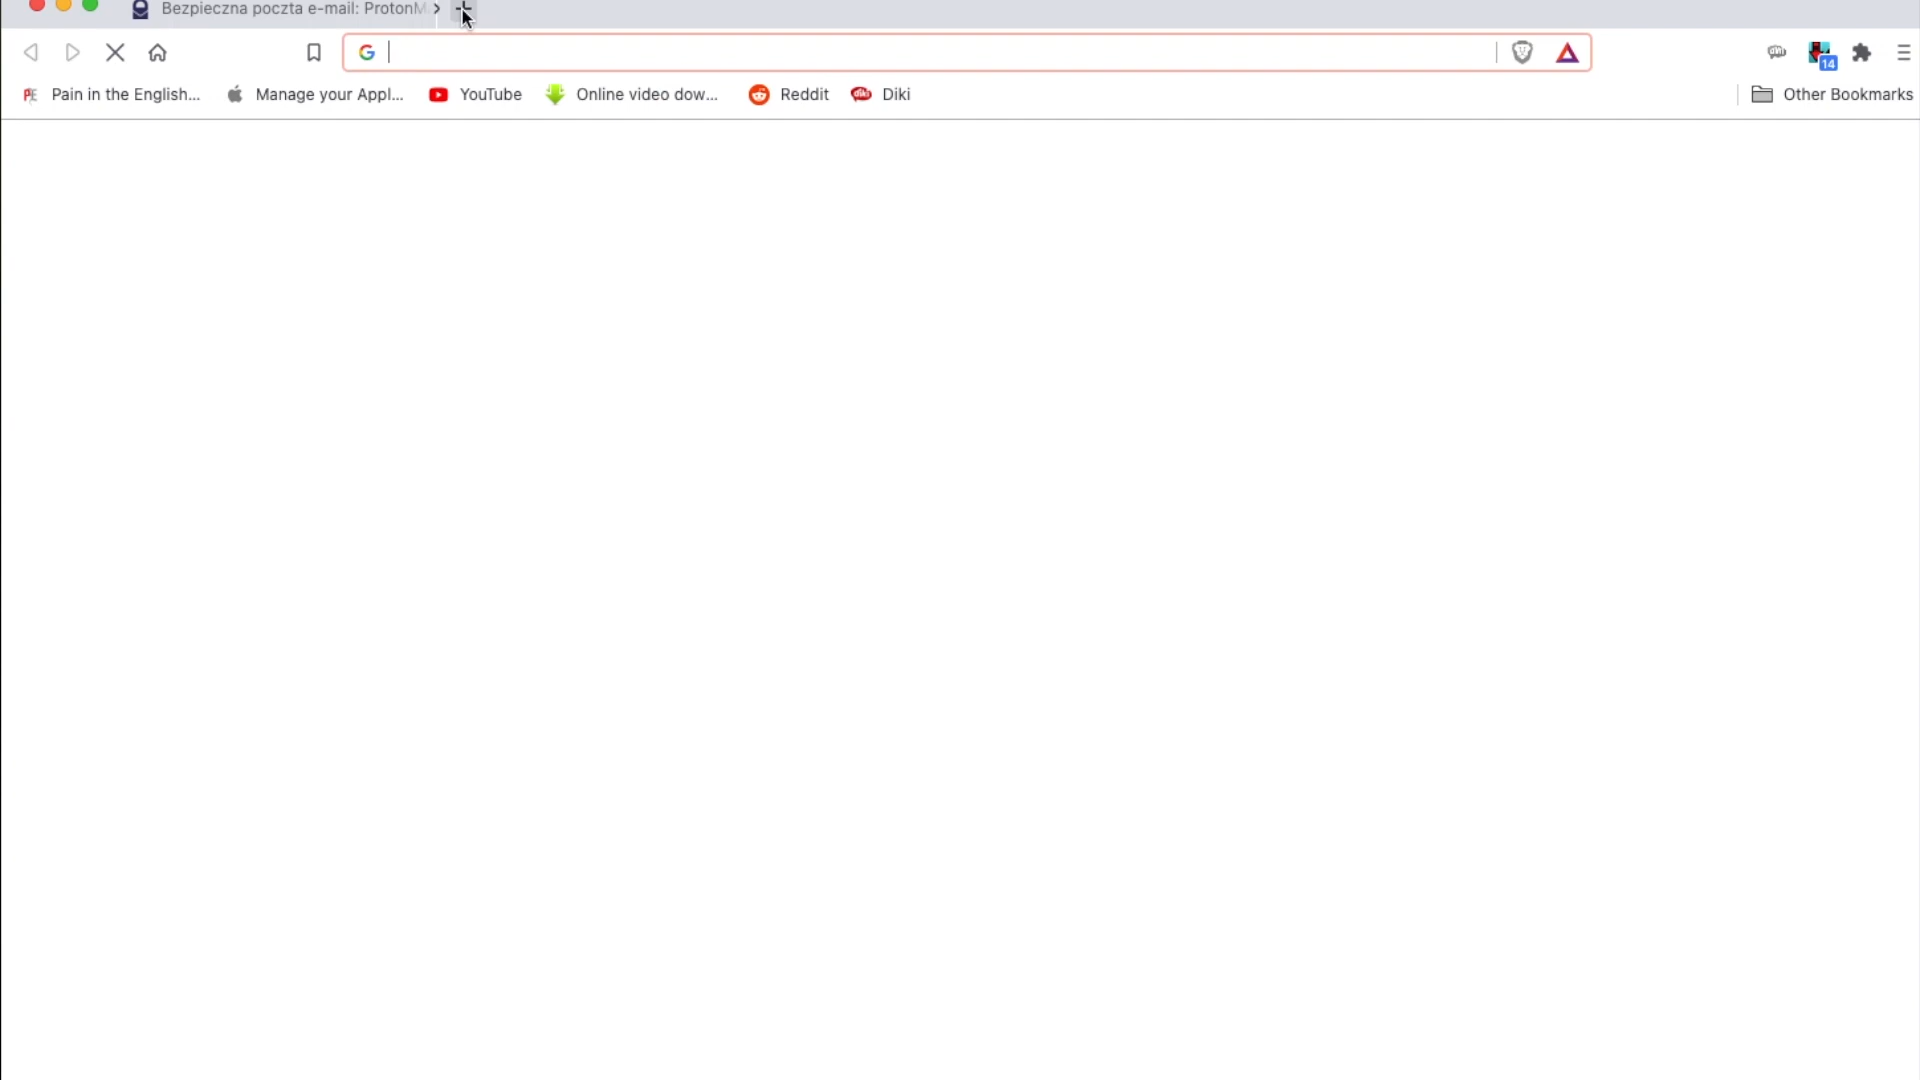 Bezpieczna poczta e-mail: ProtonM
Pain in the English... Manage your Appl... YouTube Online video dow... Reddit Diki Other Bookmarks
14